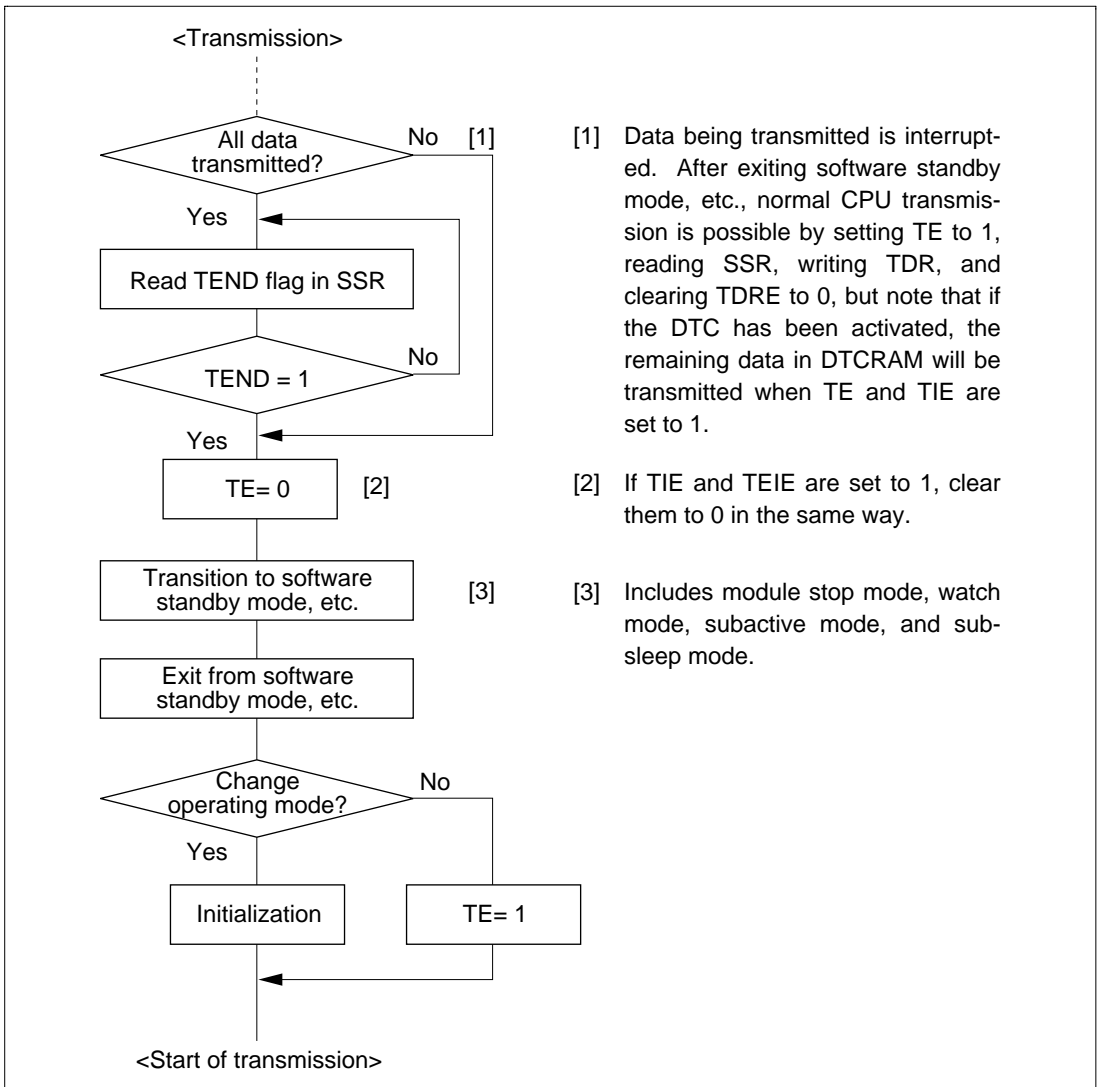 <Transmission>
All data
transmitted?
No
[1]
Yes
Read TEND flag in SSR
TEND = 1
No
Yes
TE= 0
[2]
Transition to software
standby mode, etc.
[3]
Exit from software
standby mode, etc.
Change
operating mode?
No
Yes
Initialization
TE= 1
<Start of transmission>
[1] Data being transmitted is interrupt-
ed. After exiting software standby
mode, etc., normal CPU transmis-
sion is possible by setting TE to 1,
reading SSR, writing TDR, and
clearing TDRE to 0, but note that if
the DTC has been activated, the
remaining data in DTCRAM will be
transmitted when TE and TIE are
set to 1.
[2] If TIE and TEIE are set to 1, clear
them to 0 in the same way.
[3] Includes module stop mode, watch
mode, subactive mode, and sub-
sleep mode.